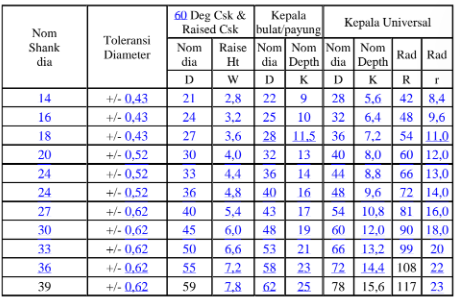 Nom Shank dia | Toleransi Diameter | 60 Deg Csk & Raised Csk | Kepala bulat/payung | Kepala Universal
Nom dia | Raise Ht | Nom dia | Nom Depth | Nom dia | Nom Depth | Rad | Rad
D | W | D | K | D | K | R | r
14 | +/- 0,43 | 21 | 2,8 | 22 | 9 | 28 | 5,6 | 42 | 8,4
16 | +/- 0,43 | 24 | 3,2 | 25 | 10 | 32 | 6,4 | 48 | 9,6
18 | +/- 0,43 | 27 | 3,6 | 28 | 11,5 | 36 | 7,2 | 54 | 11,0
20 | +/- 0,52 | 30 | 4,0 | 32 | 13 | 40 | 8,0 | 60 | 12,0
24 | +/- 0,52 | 33 | 4,4 | 36 | 14 | 44 | 8,8 | 66 | 13,0
24 | +/- 0,52 | 36 | 4,8 | 40 | 16 | 48 | 9,6 | 72 | 14,0
27 | +/- 0,62 | 40 | 5,4 | 43 | 17 | 54 | 10,8 | 81 | 16,0
30 | +/- 0,62 | 45 | 6,0 | 48 | 19 | 60 | 12,0 | 90 | 18,0
33 | +/- 0,62 | 50 | 6,6 | 53 | 21 | 66 | 13,2 | 99 | 20
36 | +/- 0,62 | 55 | 7,2 | 58 | 23 | 72 | 14,4 | 108 | 22
39 | +/- 0,62 | 59 | 7,8 | 62 | 25 | 78 | 15,6 | 117 | 23